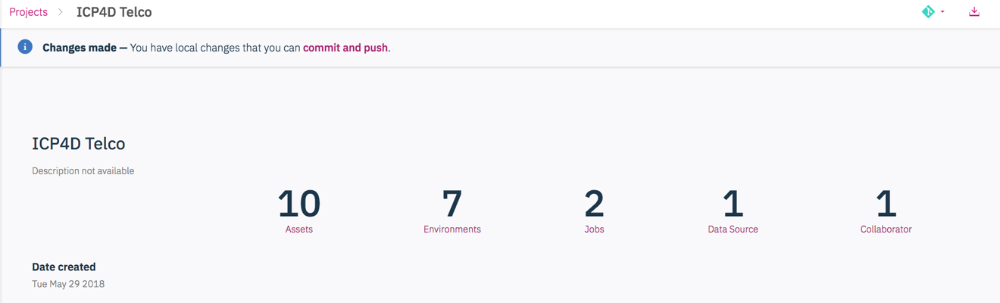 Projects > ICP4D Telco
Changes made — You have local changes that you can commit and push.
ICP4D Telco
Description not available
10 7 2 1 1
Assets Environments Jobs Data Source Collaborator
Date created
Tue May 29 2018